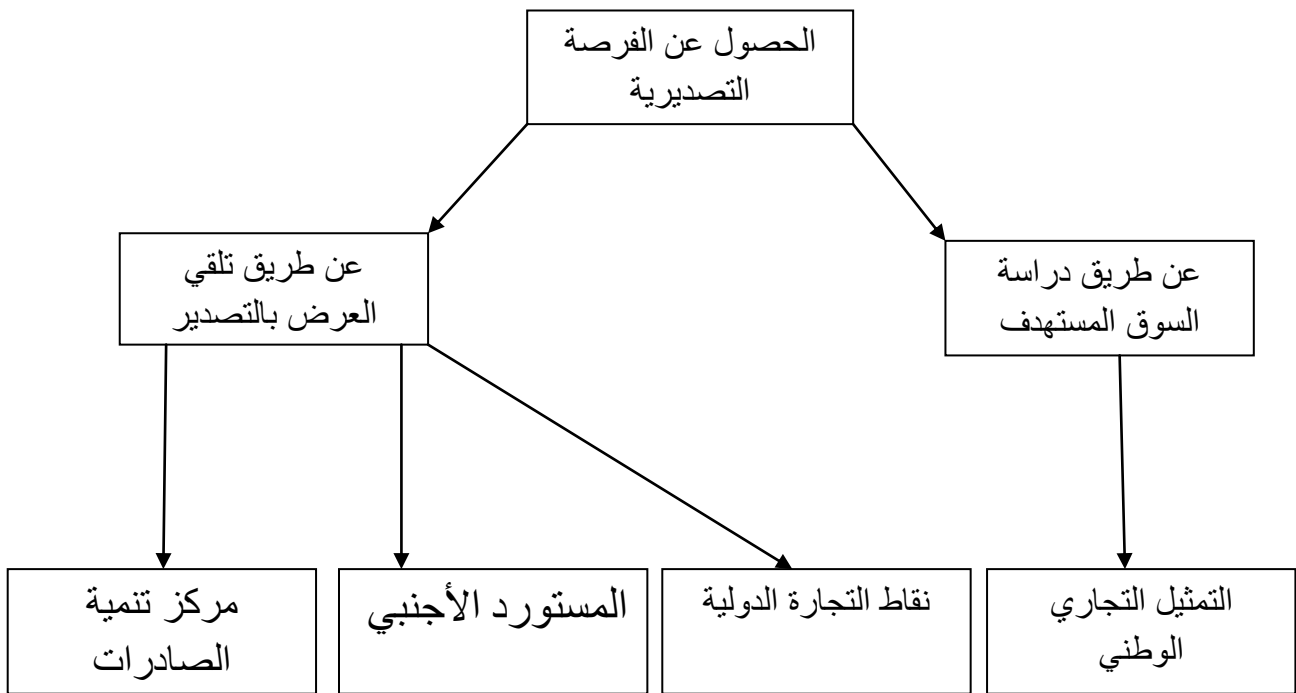 الحصول عن الفرصة
التصديرية
عن طريق دراسة
السوق المستهدف
عن طريق تلقي
العرض بالتصدير
التمثيل التجاري
الوطني
نقاط التجارة الدولية
المستورد الأجنبي
مركز تنمية
الصادرات